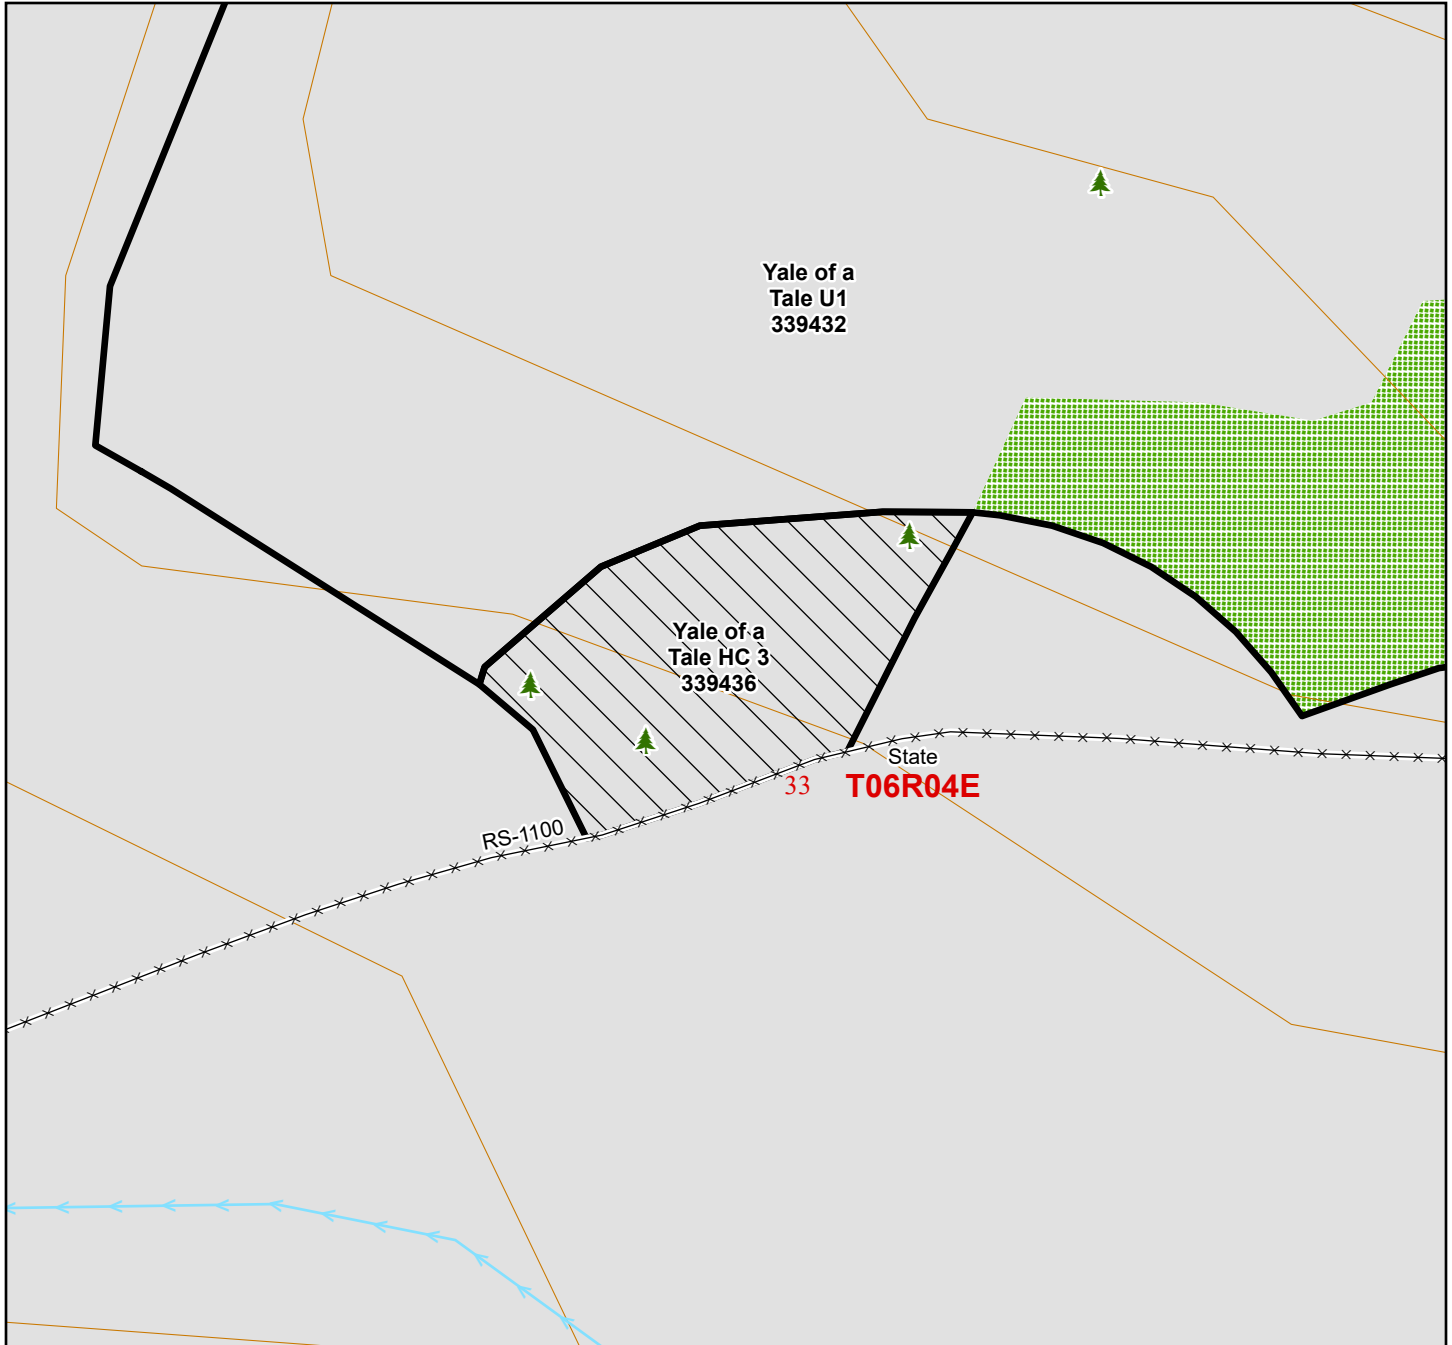 Yale of a
Tale U1
339432
Yale of a
Tale HC 3
339436
State
33
T06R04E
RS-1100